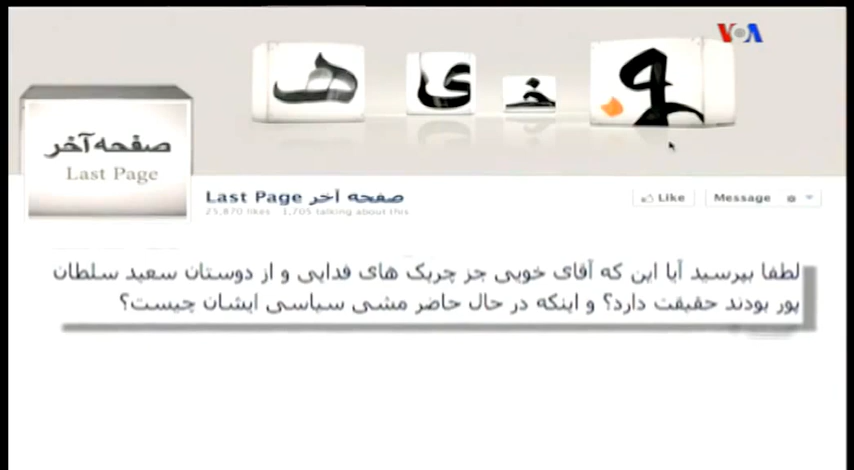 VOA
صفحه آخر
Last Page
Last Page صفحه آخر
25,870 likes · 1,705 talking about this
Like
Message
لطفا بپرسید آیا این که آقای خویی جز چریک های فدایی و از دوستان سعید سلطان
پور بودند حقیقت دارد؟ و اینکه در حال حاضر مشی سیاسی ایشان چیست؟